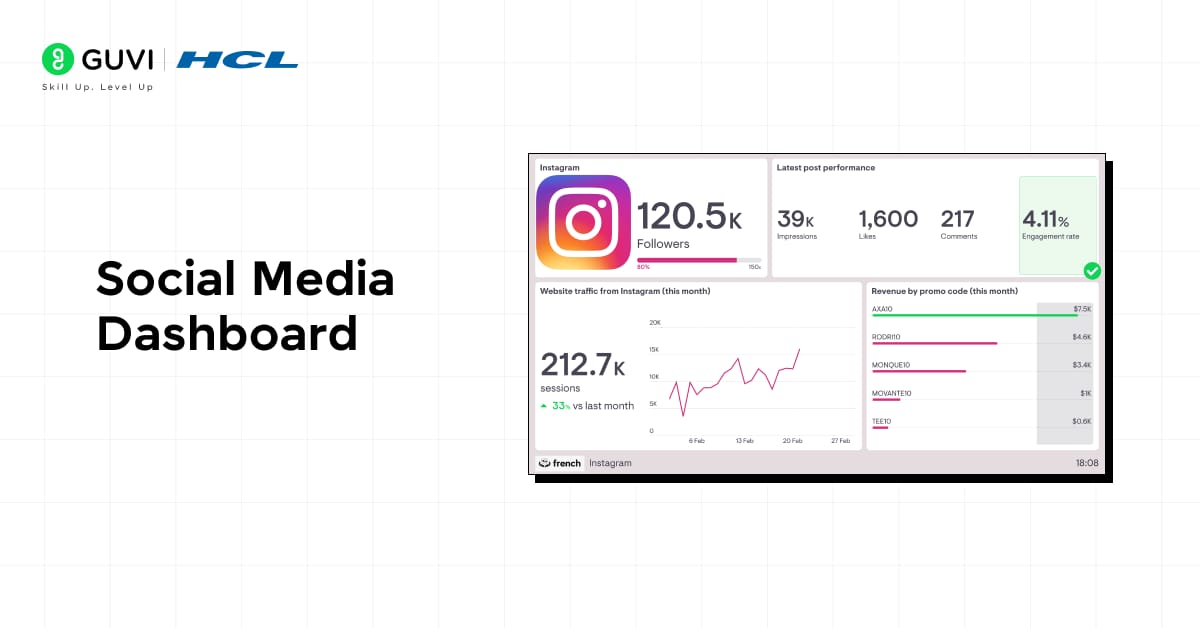 GUVI
HCL
Skill Up. Level Up
Social Media
Dashboard
Instagram
120.5K
Followers
80%
150K
Latest post performance
39K
Impressions
1,600
Likes
217
Comments
4.11%
Engagement rate
Website traffic from Instagram (this month)
212.7K
sessions
33% vs last month
20K
15K
10K
5K
0
6 Feb
13 Feb
20 Feb
27 Feb
Revenue by promo code (this month)
AXA10 $7.5K
RODRI10 $4.6K
MONQUE10 $3.4K
MOVANTE10 $1K
TEE10 $0.6K
french Instagram
18:08